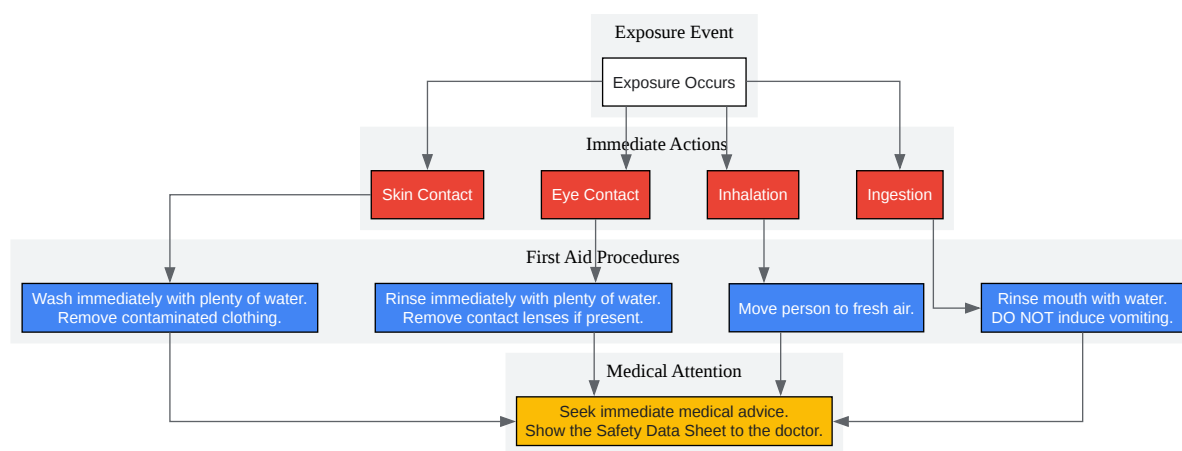 Exposure Event
Exposure Occurs
Immediate Actions
Skin Contact
Eye Contact
Inhalation
Ingestion
First Aid Procedures
Wash immediately with plenty of water.
Remove contaminated clothing.
Rinse immediately with plenty of water.
Remove contact lenses if present.
Move person to fresh air.
Rinse mouth with water.
DO NOT induce vomiting.
Medical Attention
Seek immediate medical advice.
Show the Safety Data Sheet to the doctor.